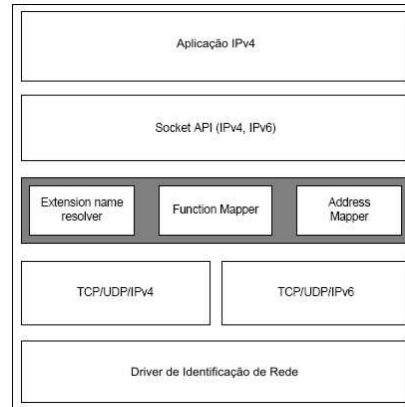 Aplicação IPv4
Socket API (IPv4, IPv6)
Extension name
resolver
Function Mapper
Address
Mapper
TCP/UDP/IPv4
TCP/UDP/IPv6
Driver de Identificação de Rede